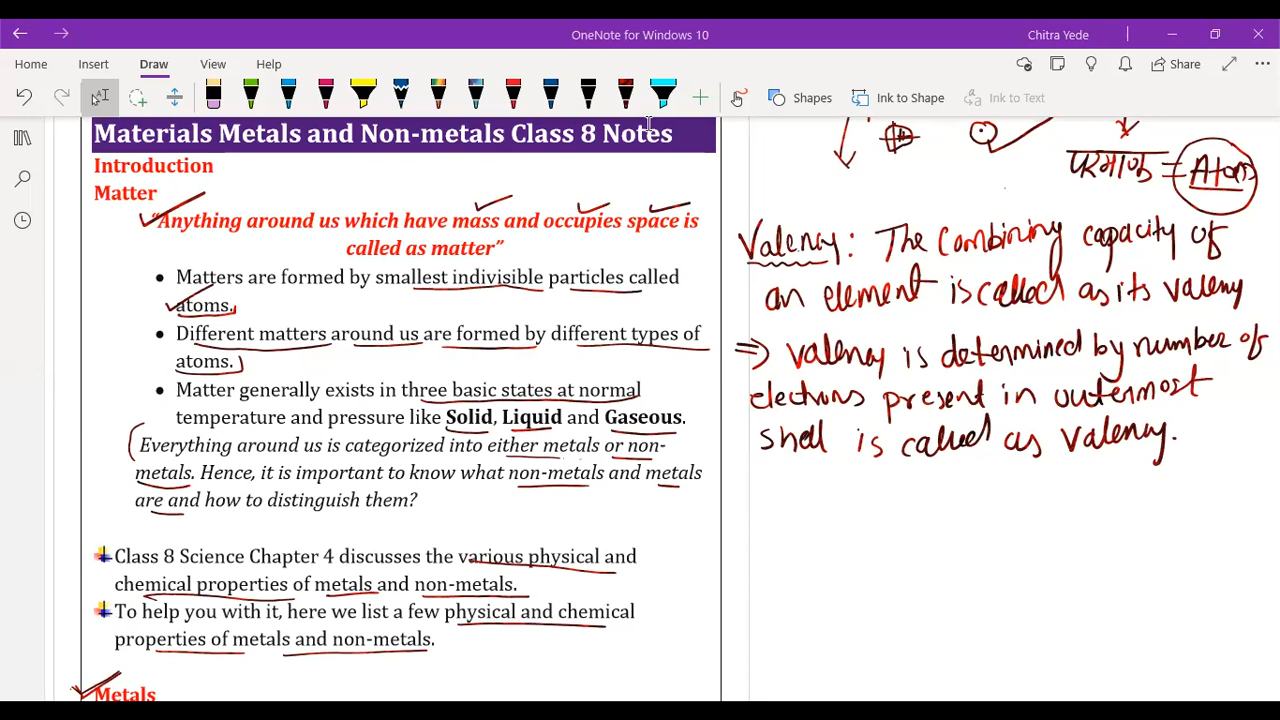 OneNote for Windows 10
Chitra Yede
Home
Insert
Draw
View
Help
Share
Shapes
Ink to Shape
Ink to Text
Materials Metals and Non-metals Class 8 Notes
Introduction
Matter
“Anything around us which have mass and occupies space is
called as matter”
• Matters are formed by smallest indivisible particles called
atoms.
• Different matters around us are formed by different types of
atoms.
• Matter generally exists in three basic states at normal
temperature and pressure like Solid, Liquid and Gaseous.
Everything around us is categorized into either metals or non-
metals. Hence, it is important to know what non-metals and metals
are and how to distinguish them?
Class 8 Science Chapter 4 discusses the various physical and
chemical properties of metals and non-metals.
To help you with it, here we list a few physical and chemical
properties of metals and non-metals.
Metals
परमाणु = Atoms
Valency: The Combining capacity of
an element is called as its valency
⇒ valency is determined by number of
electrons present in outermost
shell is called as valency.